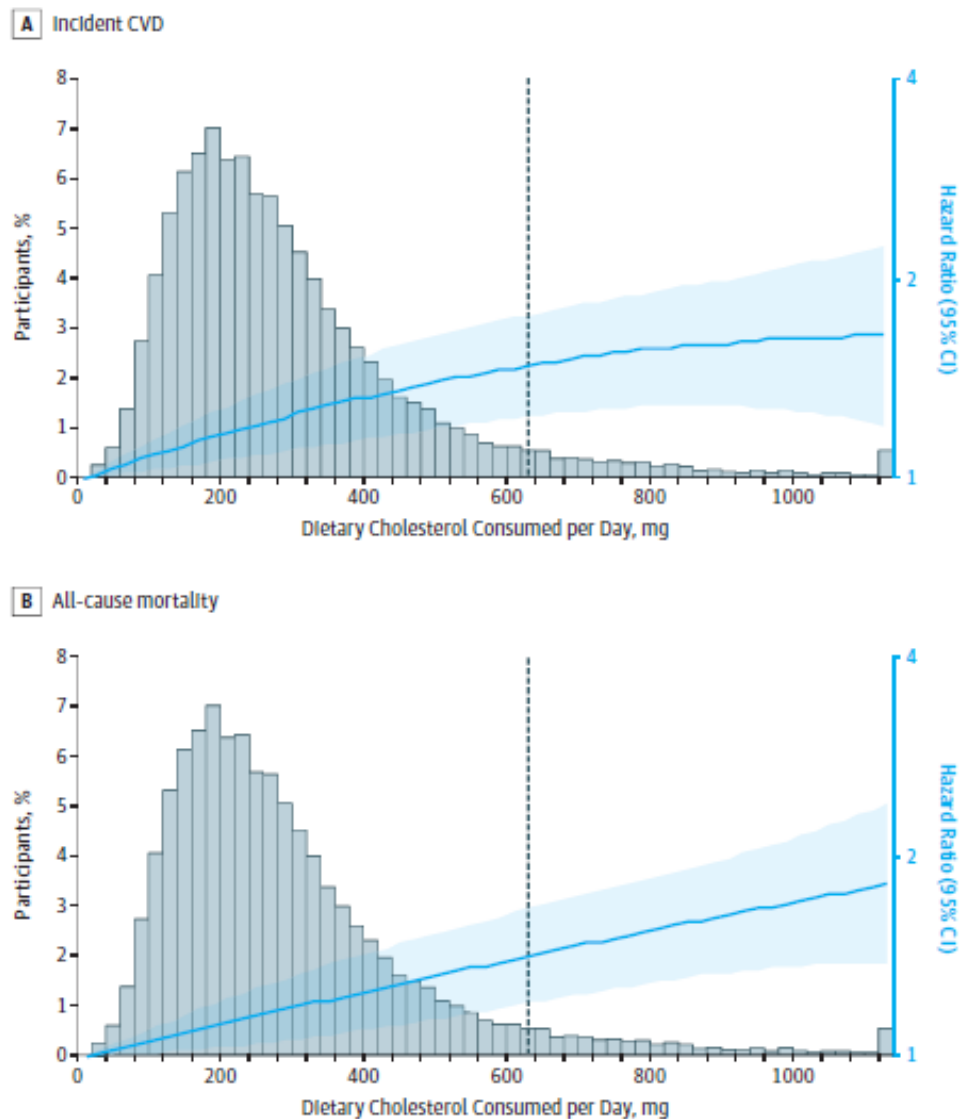 A Incident CVD
8
7
6
5
4
3
2
1
0
Participants, %
4
2
1
Hazard Ratio (95% CI)
0 200 400 600 800 1000
Dietary Cholesterol Consumed per Day, mg
B All-cause mortality
8
7
6
5
4
3
2
1
0
Participants, %
4
2
1
Hazard Ratio (95% CI)
0 200 400 600 800 1000
Dietary Cholesterol Consumed per Day, mg